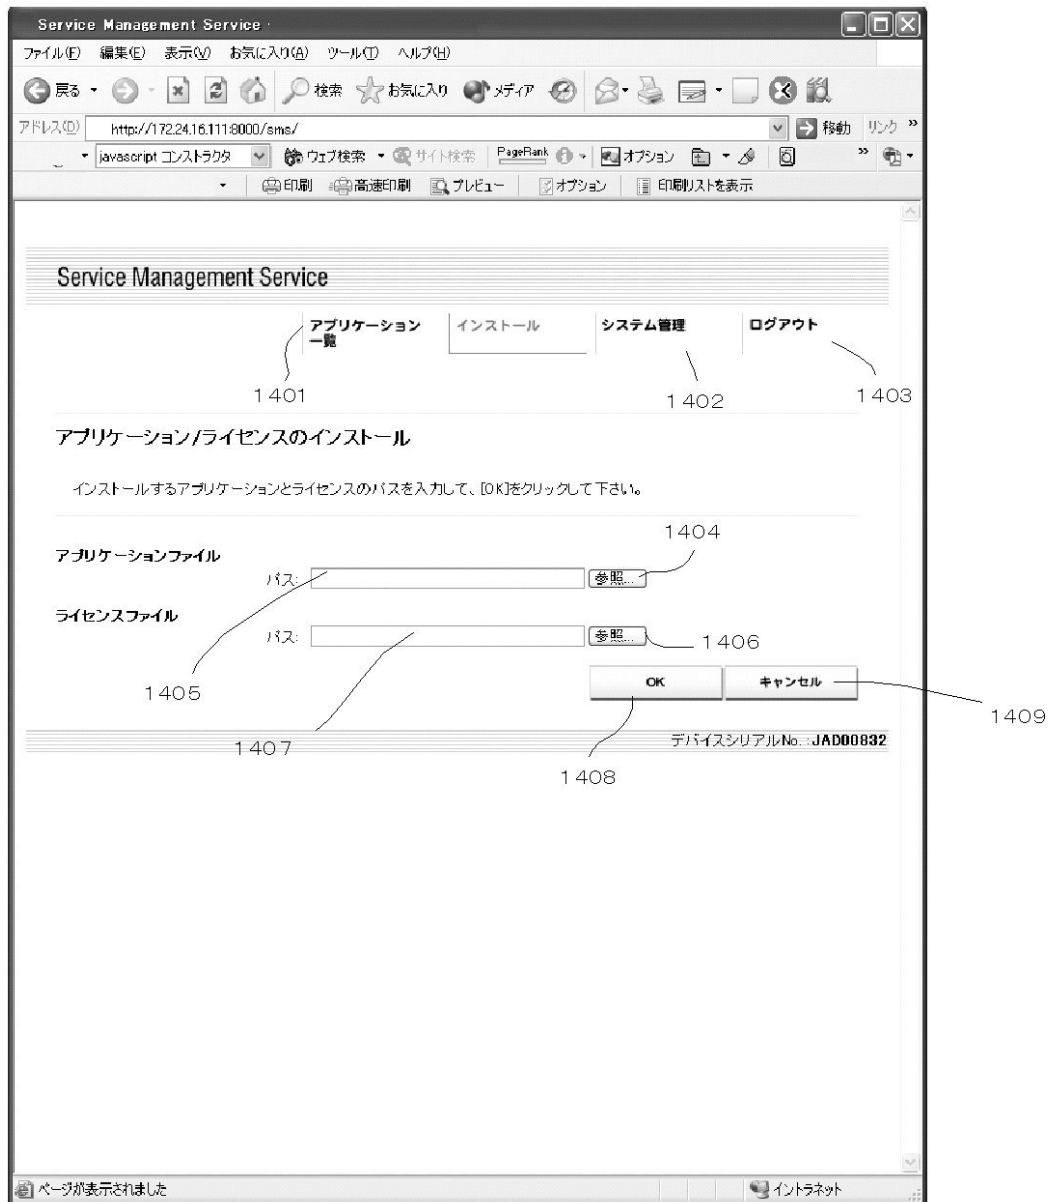 Service Management Service
ファイル(F) 編集(E) 表示(V) お気に入り(A) ツール(T) ヘルプ(H)
戻る 検索 お気に入り メディア
アドレス(D) http://172.24.16.111:8000/sms/ 移動 リンク »
javascript コンストラクタ ウェブ検索 サイト検索 PageRank オプション »
印刷 高速印刷 プレビュー オプション 印刷リストを表示
Service Management Service
アプリケーション一覧 インストール システム管理 ログアウト
1401 1402 1403
アプリケーション/ライセンスのインストール
インストールするアプリケーションとライセンスのパスを入力して、[OK]をクリックして下さい。
1404
アプリケーションファイル
パス: 参照...
ライセンスファイル
パス: 参照... 1406
1405 OK キャンセル
1409
1407 デバイスシリアルNo. :JAD00832
1408
ページが表示されました イントラネット